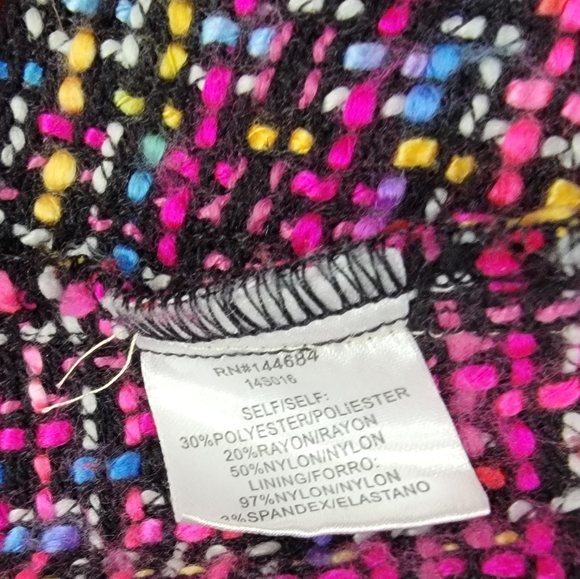 RN#144684
14S016
SELF/SELF:
30%POLYESTER/POLIESTER
20%RAYON/RAYON
50%NYLON/NYLON
LINING/FORRO:
97%NYLON/NYLON
3%SPANDEX/ELASTANO